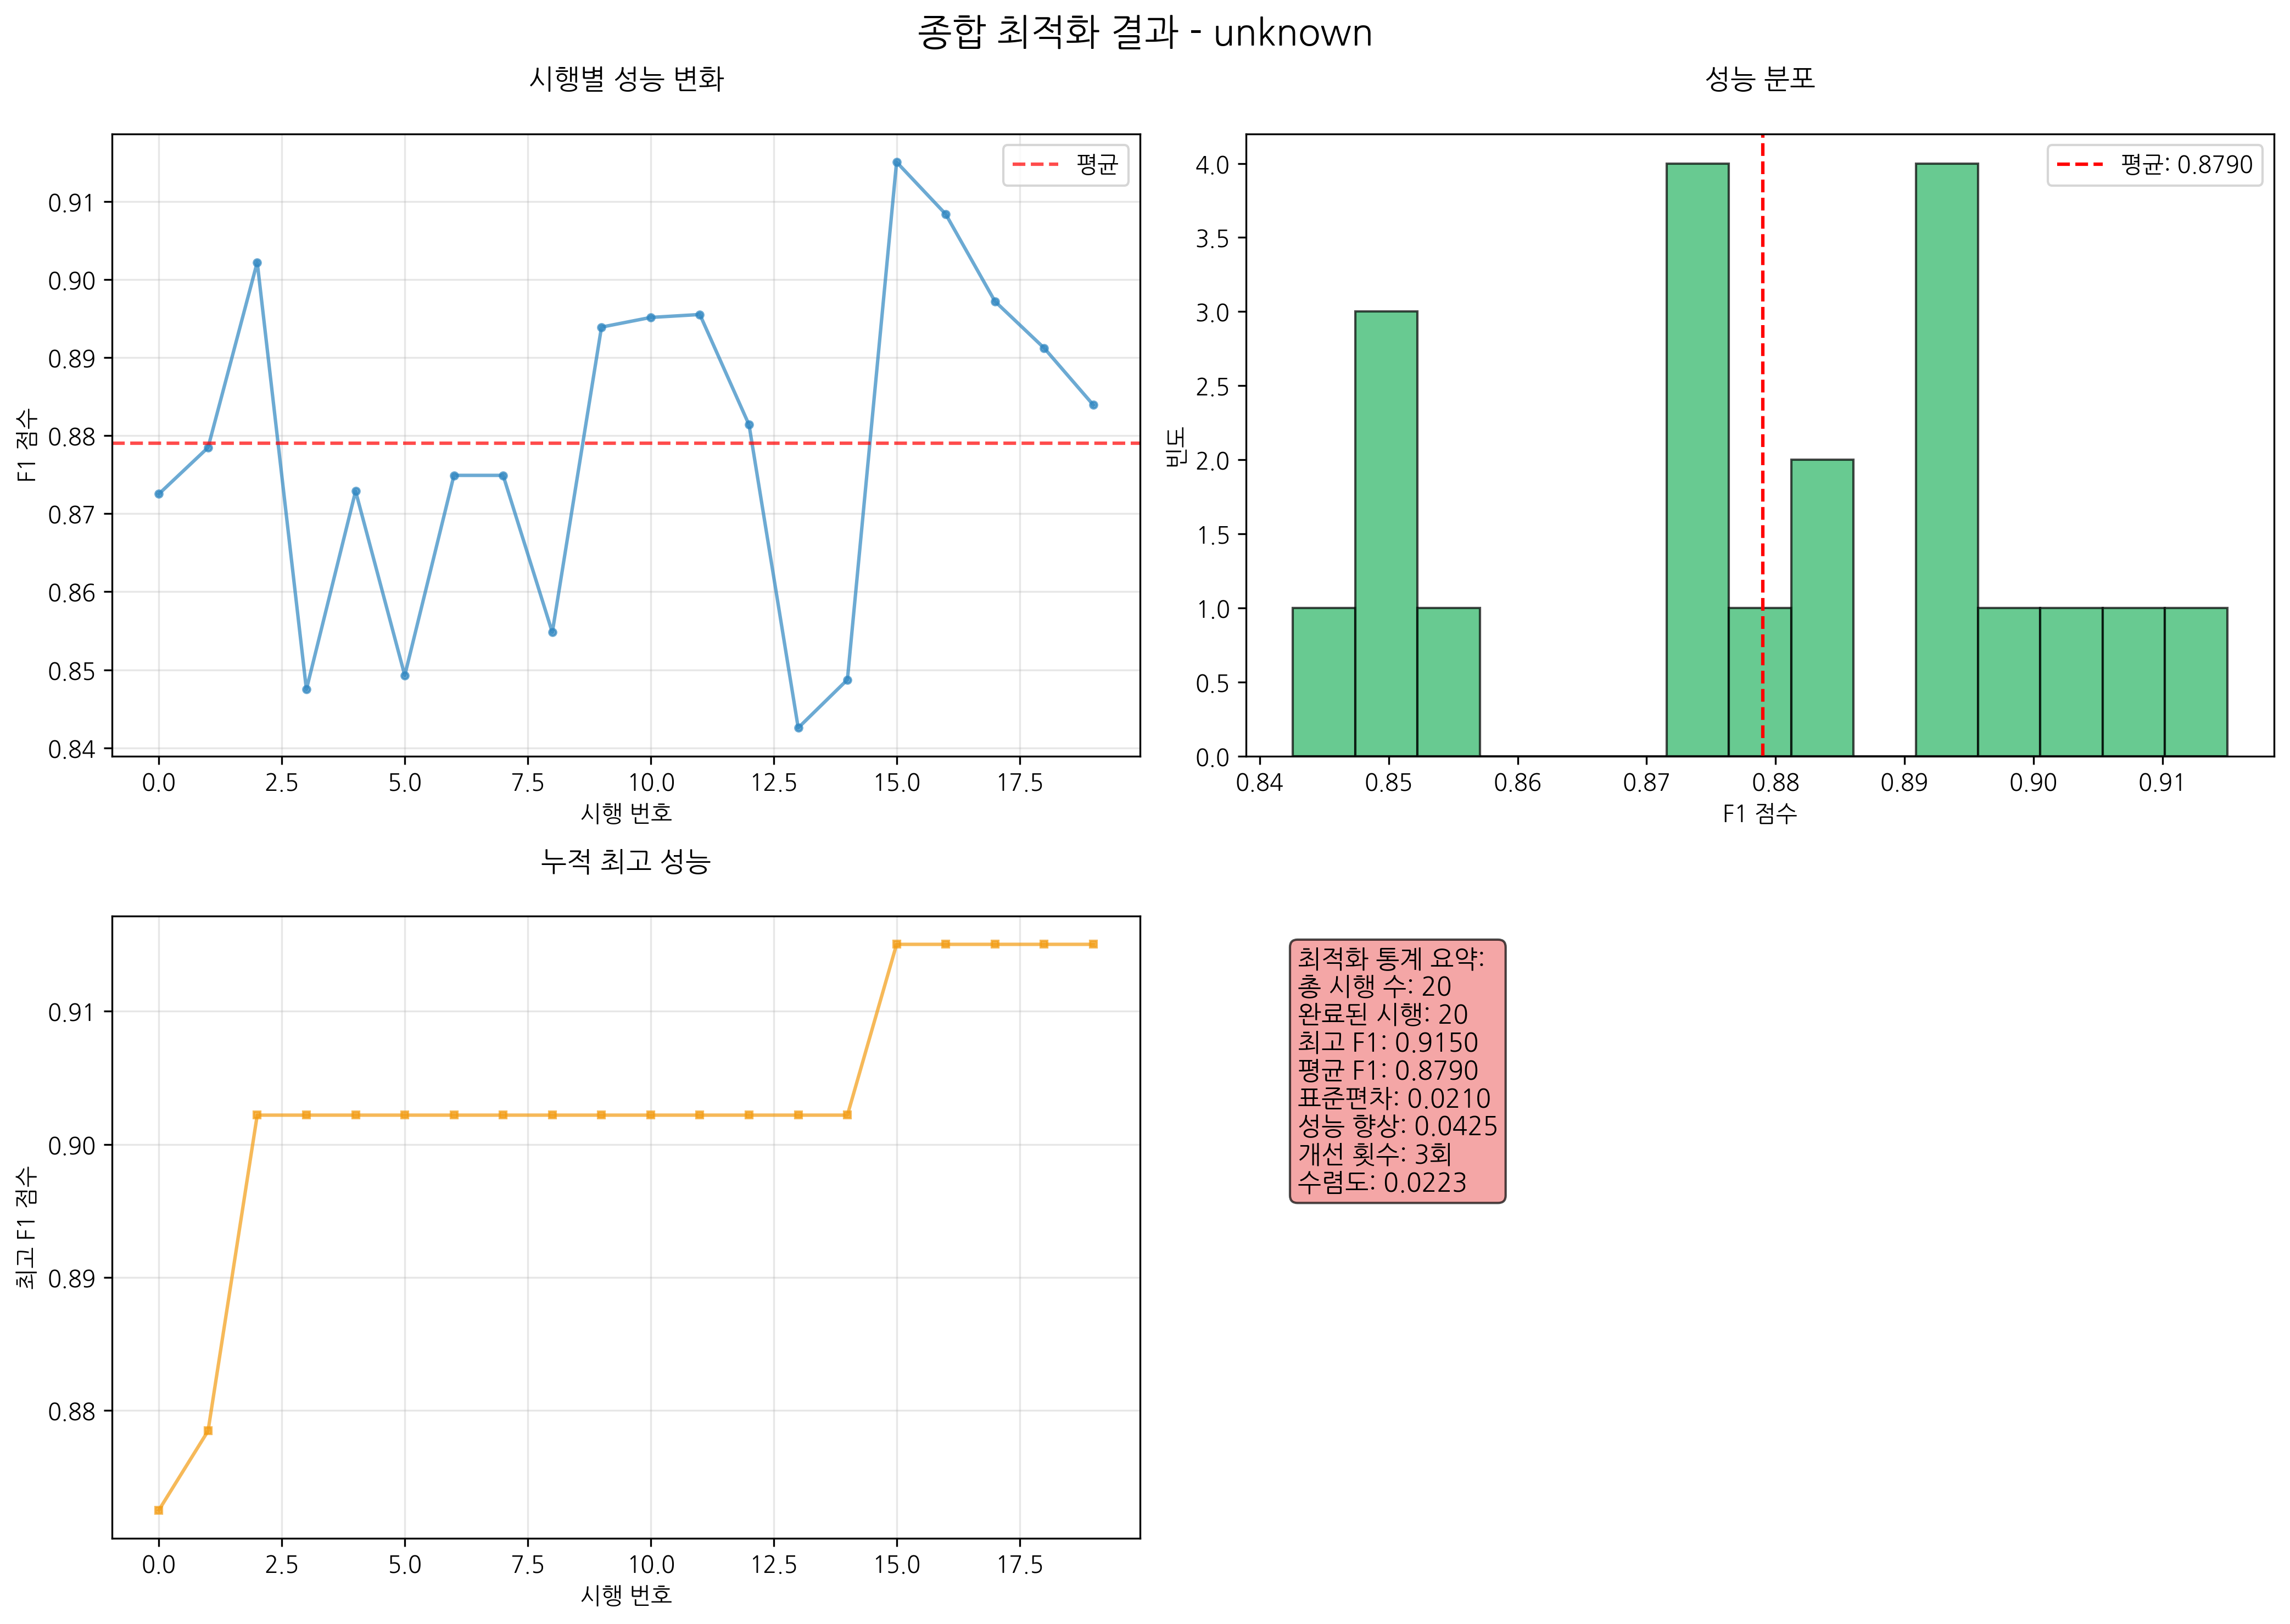 종합 최적화 결과 - unknown
시행별 성능 변화
평균
0.91
0.90
0.89
0.88
0.87
0.86
0.85
0.84
F1 점수
0.0 2.5 5.0 7.5 10.0 12.5 15.0 17.5
시행 번호
성능 분포
평균: 0.8790
4.0
3.5
3.0
2.5
2.0
1.5
1.0
0.5
0.0
빈도
0.84 0.85 0.86 0.87 0.88 0.89 0.90 0.91
F1 점수
누적 최고 성능
0.91
0.90
0.89
0.88
최고 F1 점수
0.0 2.5 5.0 7.5 10.0 12.5 15.0 17.5
시행 번호
최적화 통계 요약:
총 시행 수: 20
완료된 시행: 20
최고 F1: 0.9150
평균 F1: 0.8790
표준편차: 0.0210
성능 향상: 0.0425
개선 횟수: 3회
수렴도: 0.0223